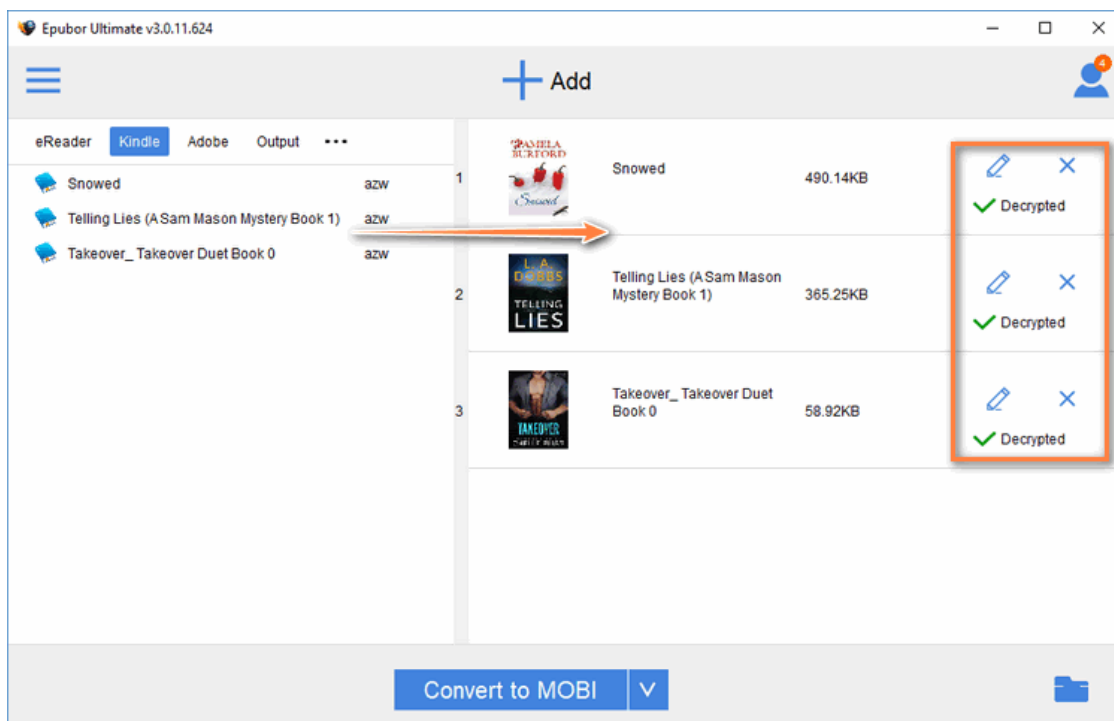 Epubor Ultimate v3.0.11.624
4
Add
eReader Kindle Adobe Output •••
Snowed azw
Telling Lies (A Sam Mason Mystery Book 1) azw
Takeover_ Takeover Duet Book 0 azw
1
PAMELA
BURFORD
Snowed
Snowed
490.14KB
Decrypted
2
L. A.
DOBBS
TELLING
LIES
Telling Lies (A Sam Mason
Mystery Book 1)
365.25KB
Decrypted
3
TAKEOVER
Takeover_ Takeover Duet
Book 0
58.92KB
Decrypted
Convert to MOBI